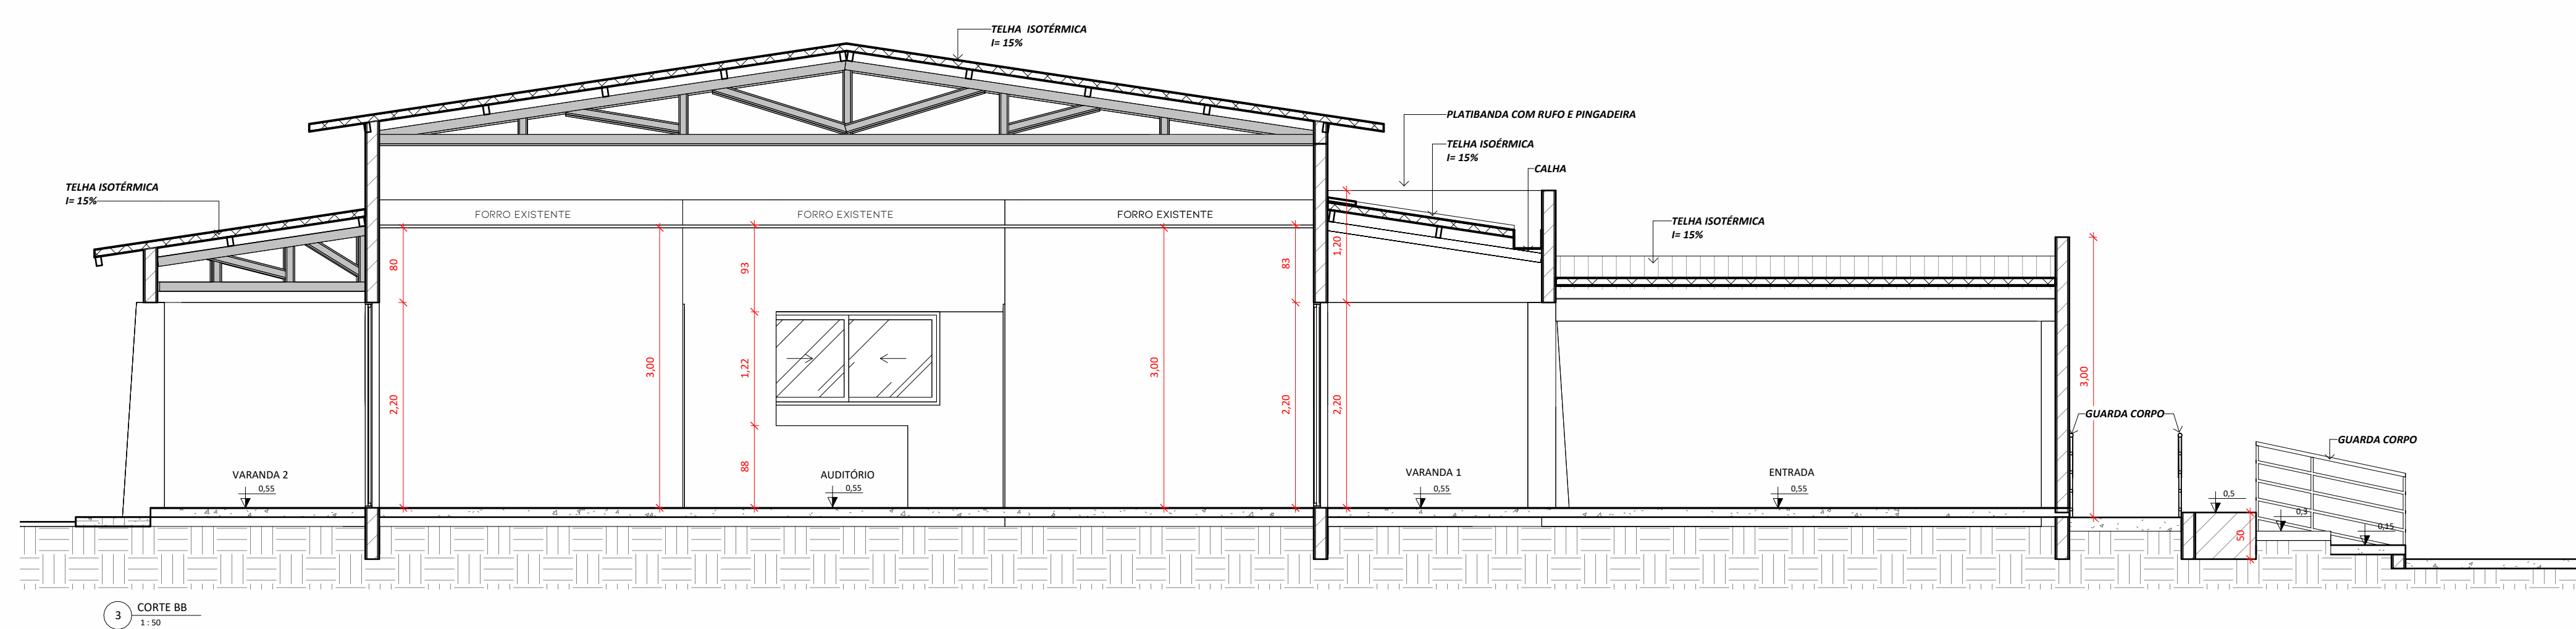 TELHA  ISOTÉRMICA
I= 15%
PLATIBANDA COM RUFO E PINGADEIRA
TELHA ISOÉRMICA
I= 15%
CALHA
TELHA ISOTÉRMICA
I= 15%
TELHA ISOTÉRMICA
I= 15%
FORRO EXISTENTE
FORRO EXISTENTE
FORRO EXISTENTE
80
93
83
1,20
2,20
3,00
1,22
88
3,00
2,20
2,20
3,00
GUARDA CORPO
GUARDA CORPO
VARANDA 2
0,55
AUDITÓRIO
0,55
VARANDA 1
0,55
ENTRADA
0,55
0,5
0,3
0,15
50
3
CORTE BB
1 : 50